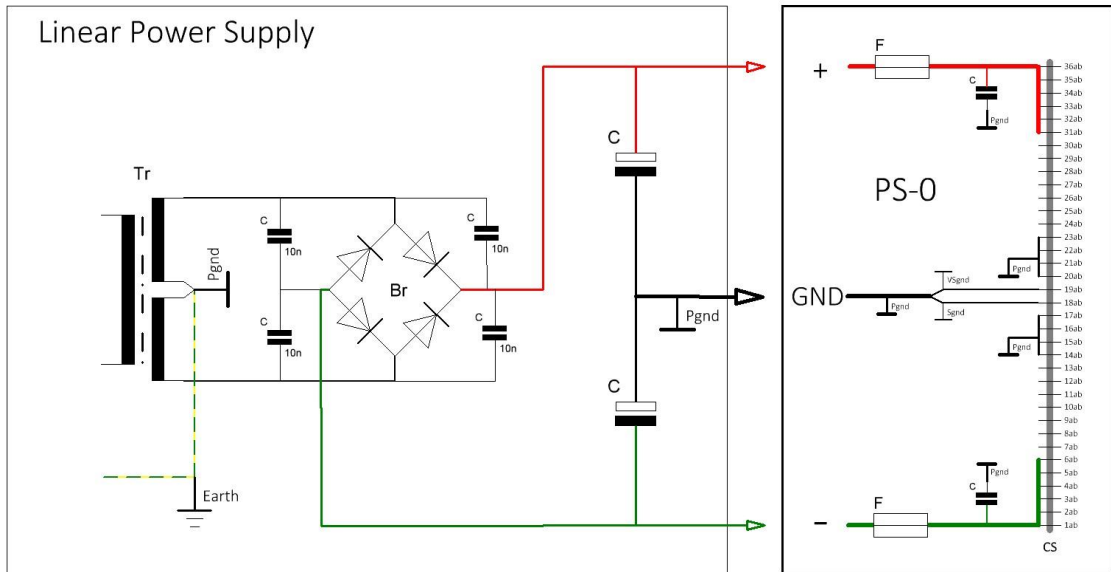 Linear Power Supply
Tr
Pgnd
Earth
C
10n
C
10n
C
10n
C
10n
Br
C
C
Pgnd
+
F
C
Pgnd
PS-0
GND
Pgnd
VSgnd
Sgnd
Pgnd
Pgnd
Pgnd
C
F
−
36ab
35ab
34ab
33ab
32ab
31ab
30ab
29ab
28ab
27ab
26ab
25ab
24ab
23ab
22ab
21ab
20ab
19ab
18ab
17ab
16ab
15ab
14ab
13ab
12ab
11ab
10ab
9ab
8ab
7ab
6ab
5ab
4ab
3ab
2ab
1ab
CS